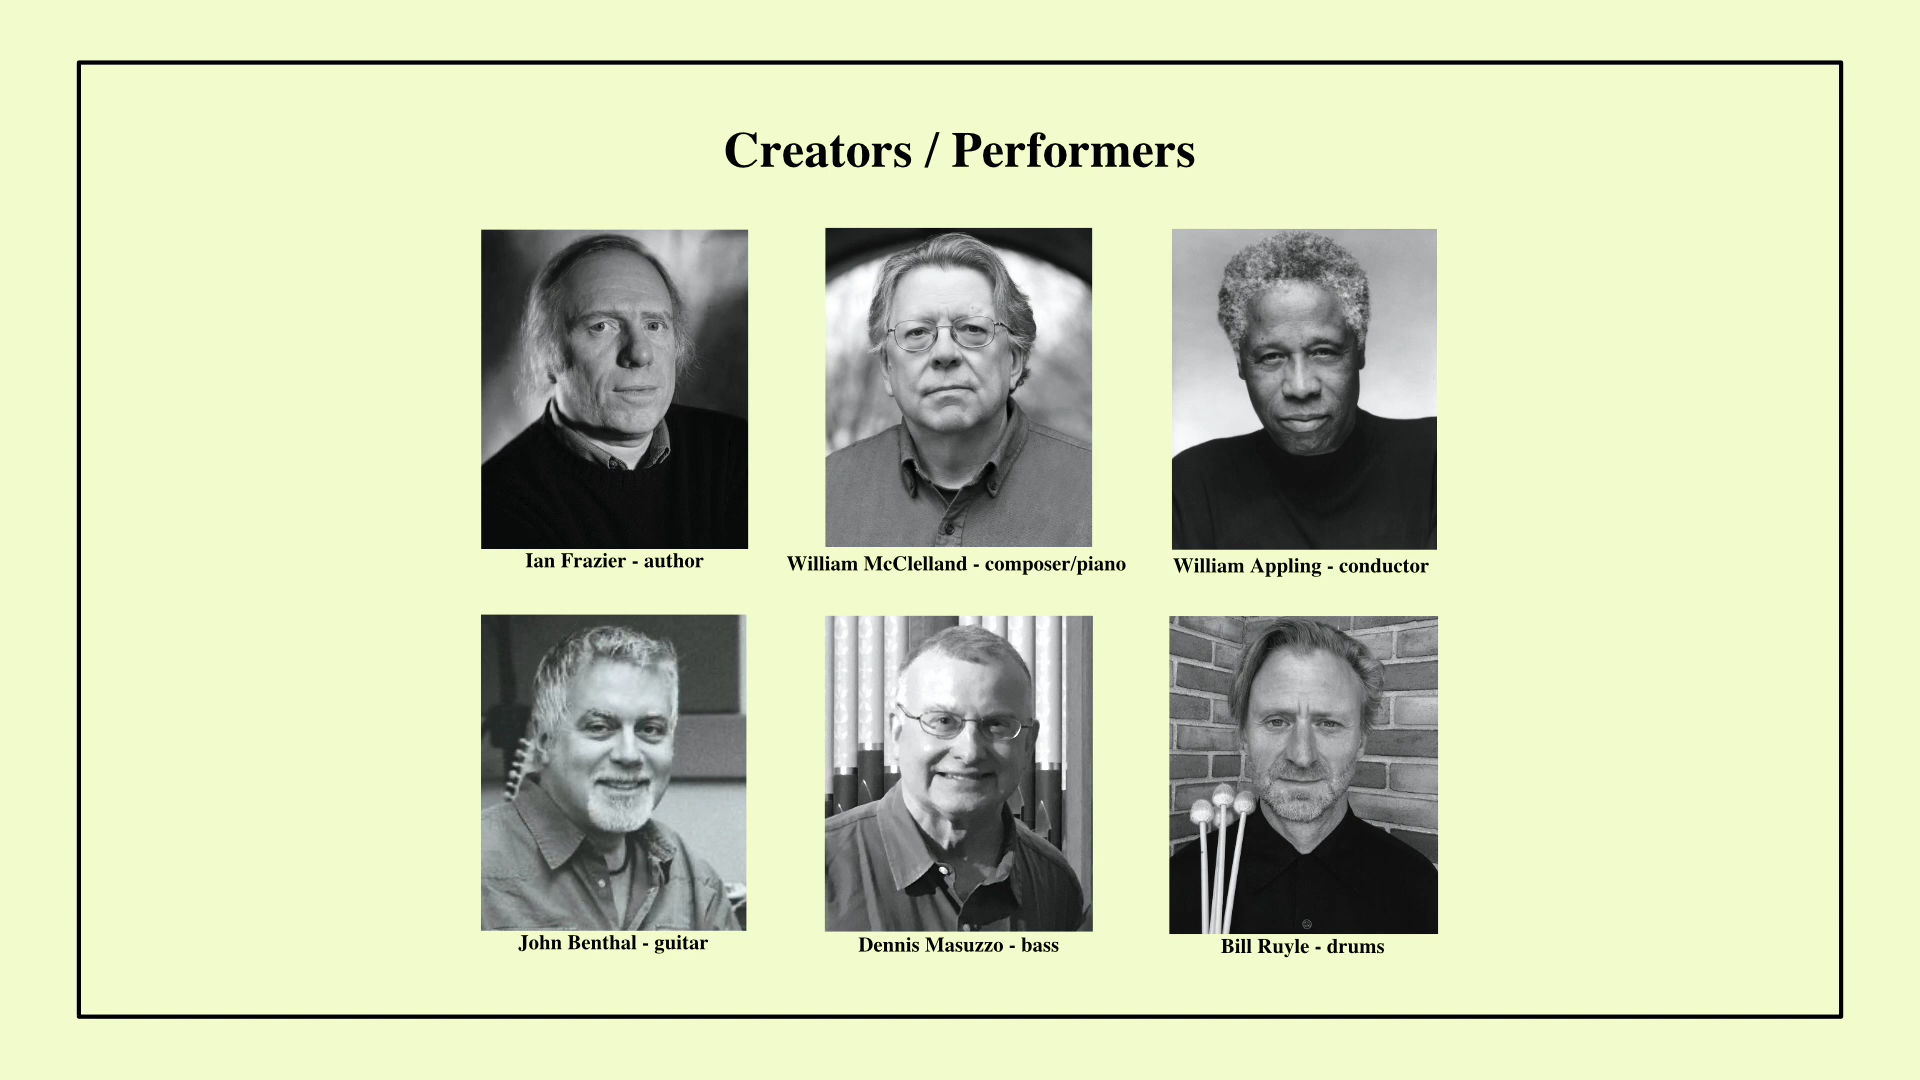 Creators / Performers
Ian Frazier - author
William McClelland - composer/piano
William Appling - conductor
John Benthal - guitar
Dennis Masuzzo - bass
Bill Ruyle - drums